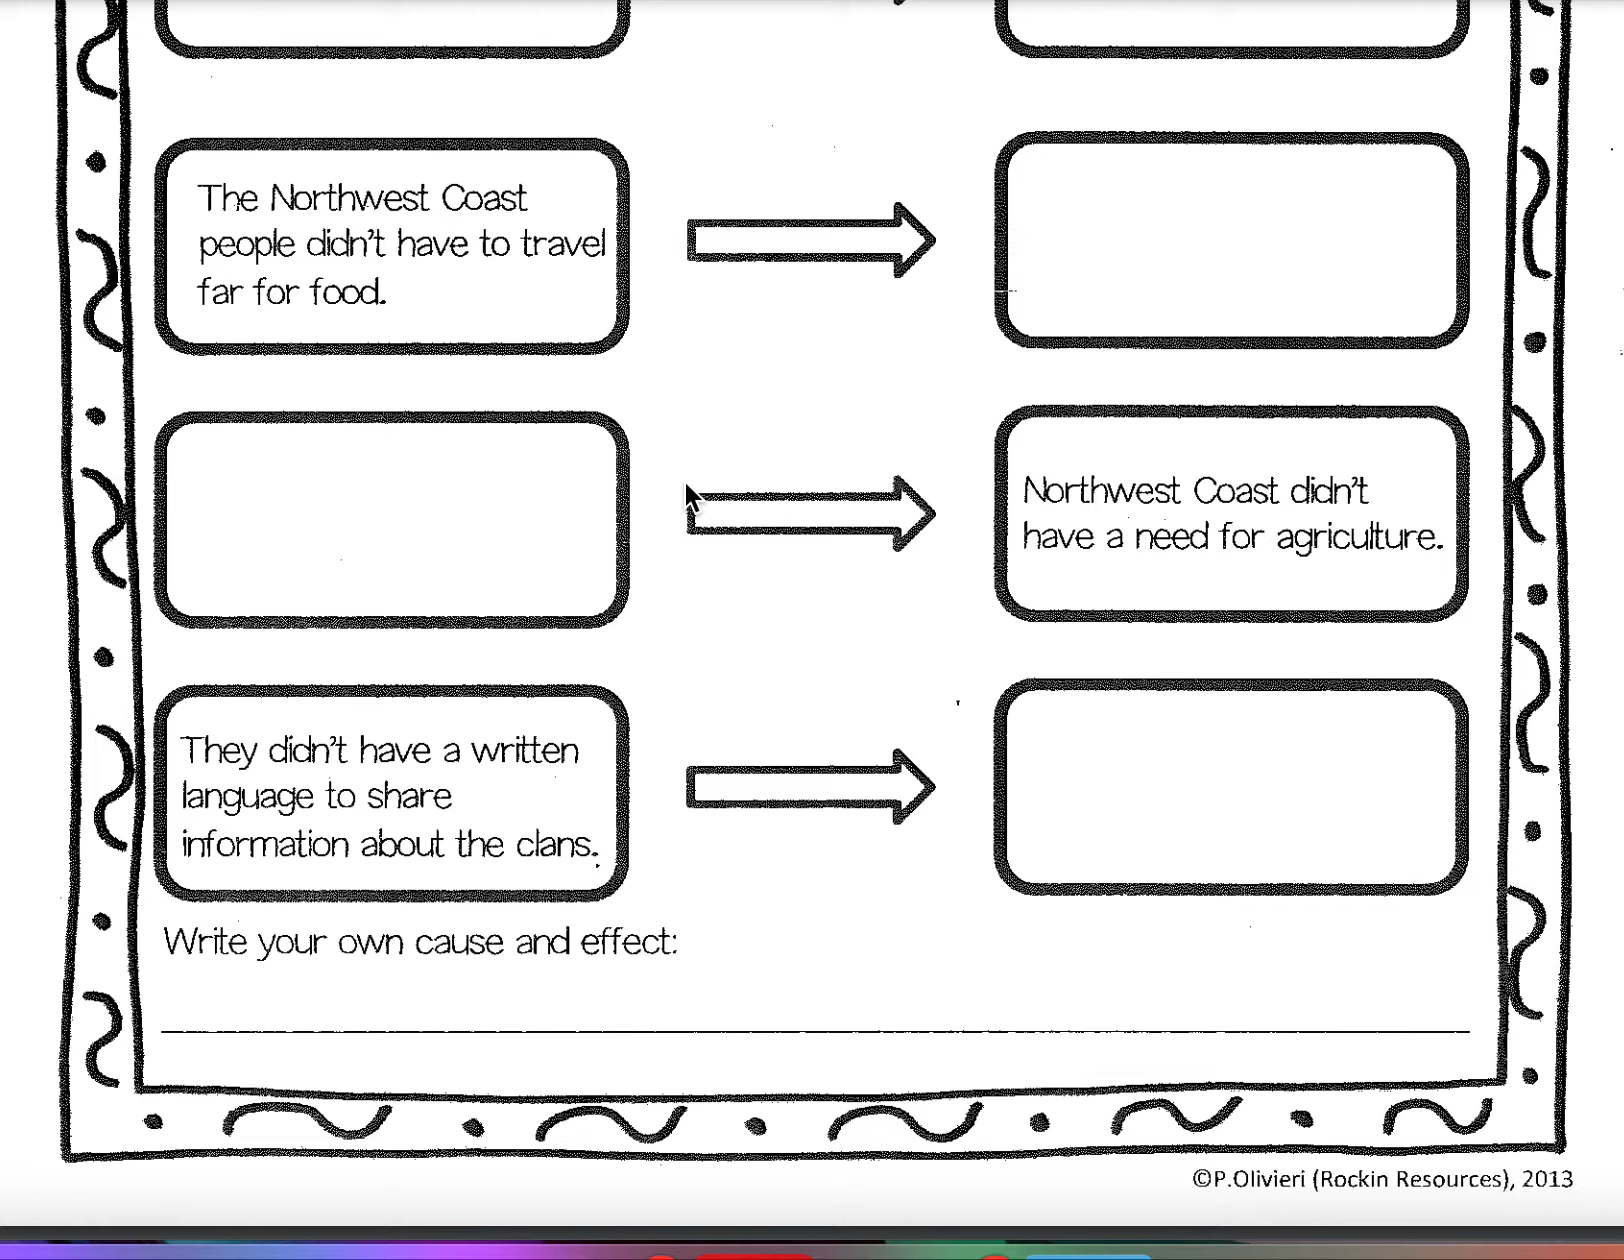 The Northwest Coast
people didn't have to travel
far for food.
Northwest Coast didn't
have a need for agriculture.
They didn't have a written
language to share
information about the clans.
Write your own cause and effect:
©P.Olivieri (Rockin Resources), 2013